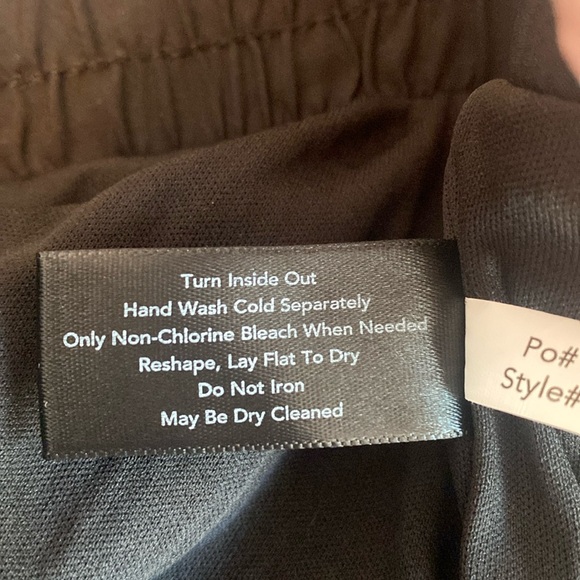 Turn Inside Out
Hand Wash Cold Separately
Only Non-Chlorine Bleach When Needed
Reshape, Lay Flat To Dry
Do Not Iron
May Be Dry Cleaned
Po#
Style#